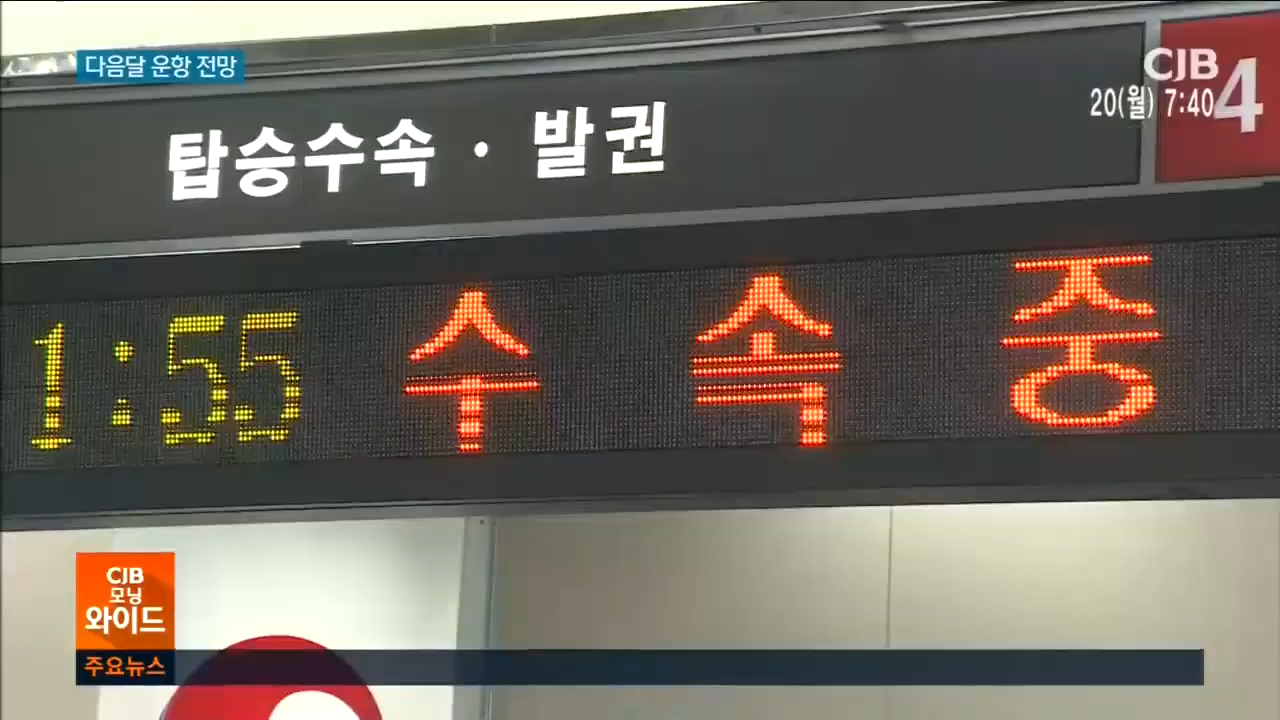 다음달 운항 전망
CJB
20(월) 7:40
4
탑승수속 · 발권
1:55 수속중
CJB
모닝
와이드
주요뉴스